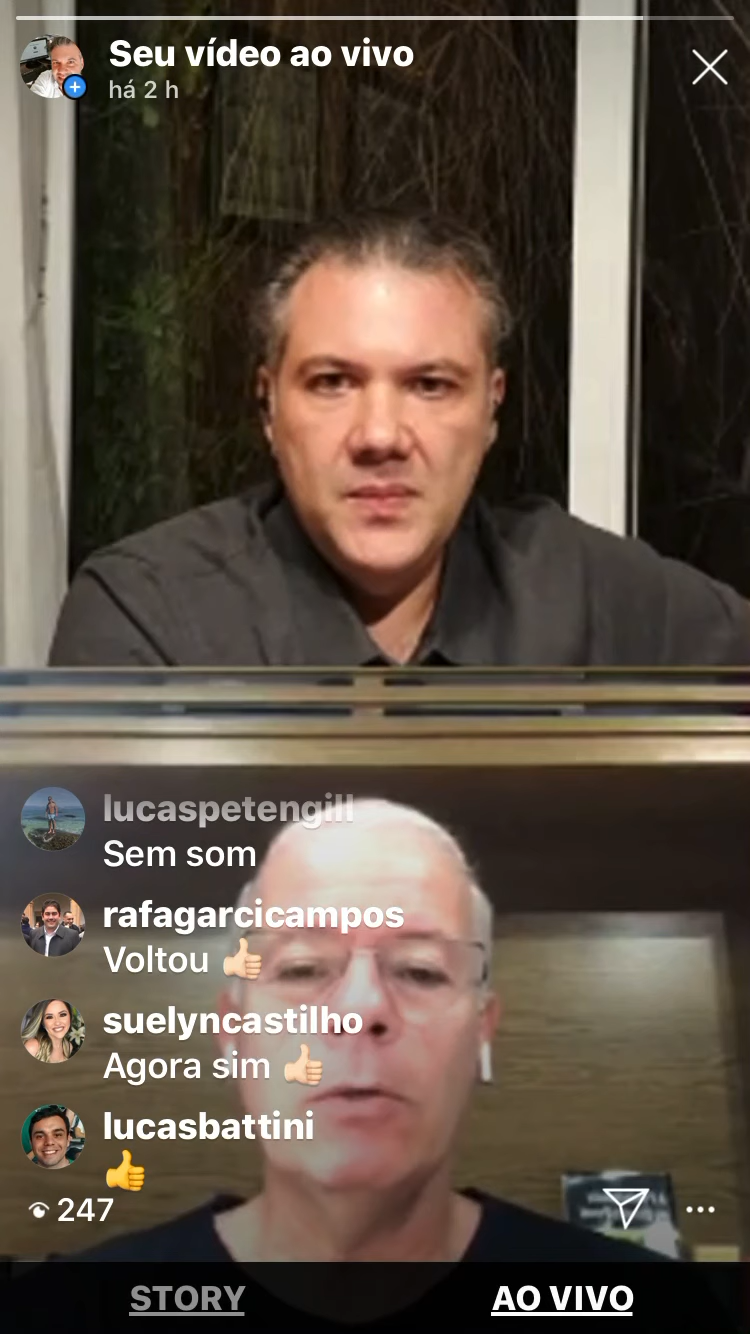 Seu vídeo ao vivo
há 2 h
lucaspetengill
Sem som
rafagarcicampos
Voltou 👍🏻
suelyncastilho
Agora sim 👍🏻
lucasbattini
👍
247
STORY
AO VIVO